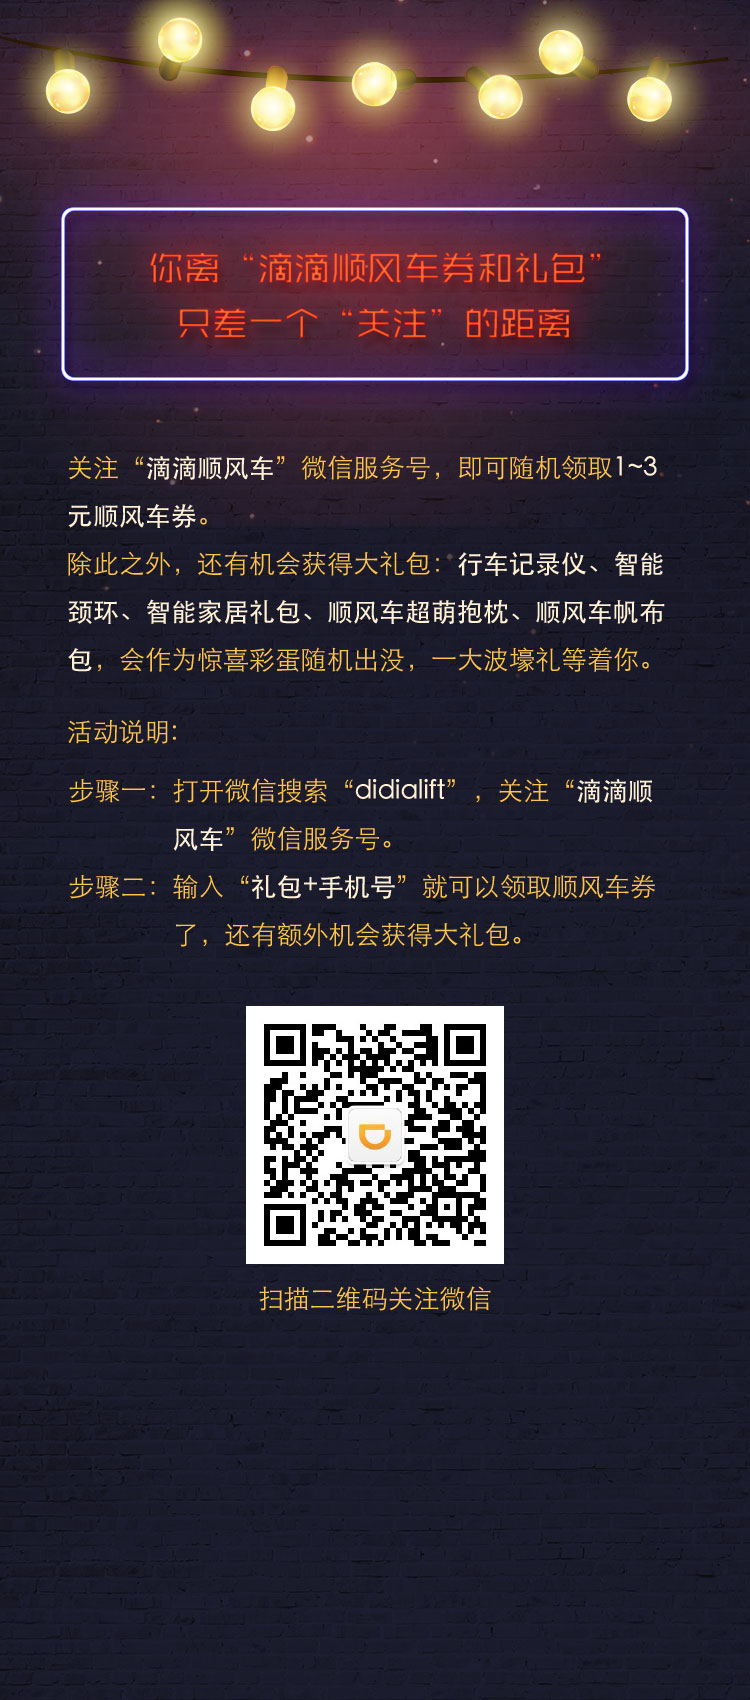 你离“滴滴顺风车券和礼包”
只差一个“关注”的距离
关注“滴滴顺风车”微信服务号，即可随机领取1~3
元顺风车券。
除此之外，还有机会获得大礼包：行车记录仪、智能
颈环、智能家居礼包、顺风车超萌抱枕、顺风车帆布
包，会作为惊喜彩蛋随机出没，一大波壕礼等着你。
活动说明：
步骤一：打开微信搜索“didialift”，关注“滴滴顺
风车”微信服务号。
步骤二：输入“礼包+手机号”就可以领取顺风车券
了，还有额外机会获得大礼包。
扫描二维码关注微信